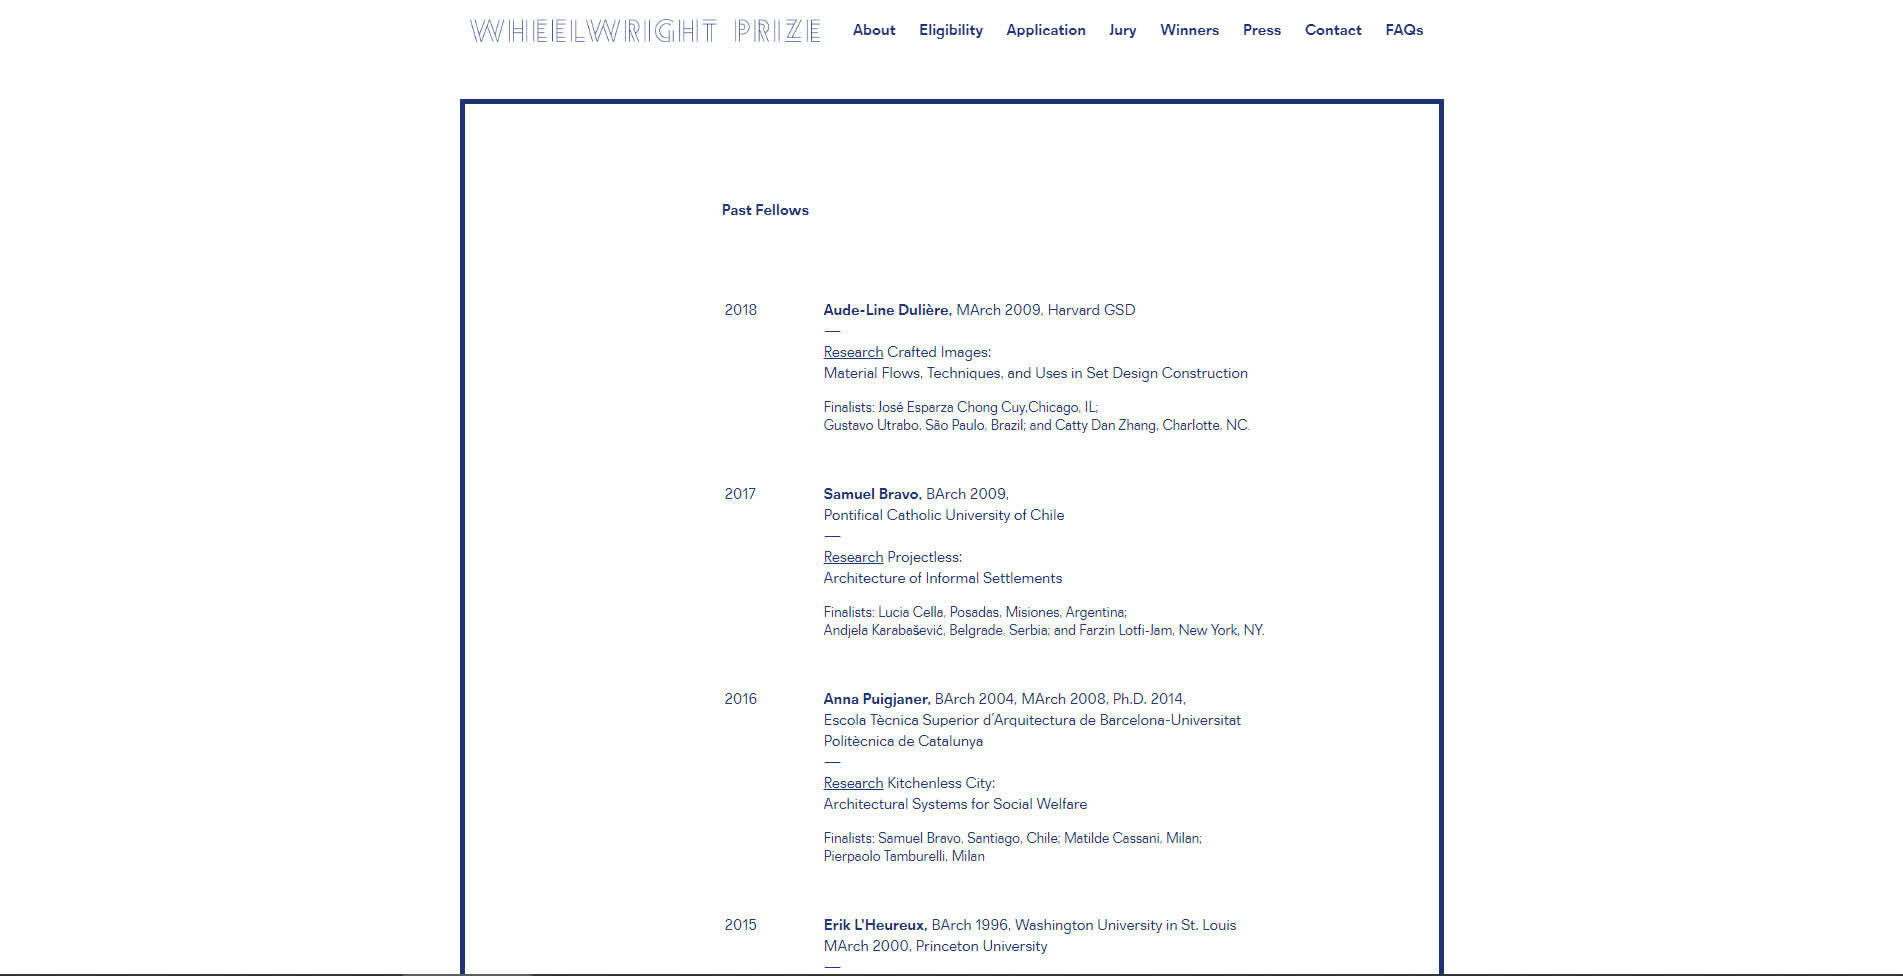 WHEELWRIGHT PRIZE About Eligibility Application Jury Winners Press Contact FAQs
Past Fellows
2018 Aude-Line Dulière, MArch 2009, Harvard GSD
—
Research Crafted Images:
Material Flows, Techniques, and Uses in Set Design Construction
Finalists: José Esparza Chong Cuy,Chicago, IL;
Gustavo Utrabo, São Paulo, Brazil; and Catty Dan Zhang, Charlotte, NC.
2017 Samuel Bravo, BArch 2009,
Pontifical Catholic University of Chile
—
Research Projectless:
Architecture of Informal Settlements
Finalists: Lucia Cella, Posadas, Misiones, Argentina;
Andjela Karabašević, Belgrade, Serbia; and Farzin Lotfi-Jam, New York, NY.
2016 Anna Puigjaner, BArch 2004, MArch 2008, Ph.D. 2014,
Escola Tècnica Superior d'Arquitectura de Barcelona-Universitat
Politècnica de Catalunya
—
Research Kitchenless City:
Architectural Systems for Social Welfare
Finalists: Samuel Bravo, Santiago, Chile; Matilde Cassani, Milan;
Pierpaolo Tamburelli, Milan
2015 Erik L'Heureux, BArch 1996, Washington University in St. Louis
MArch 2000, Princeton University
—